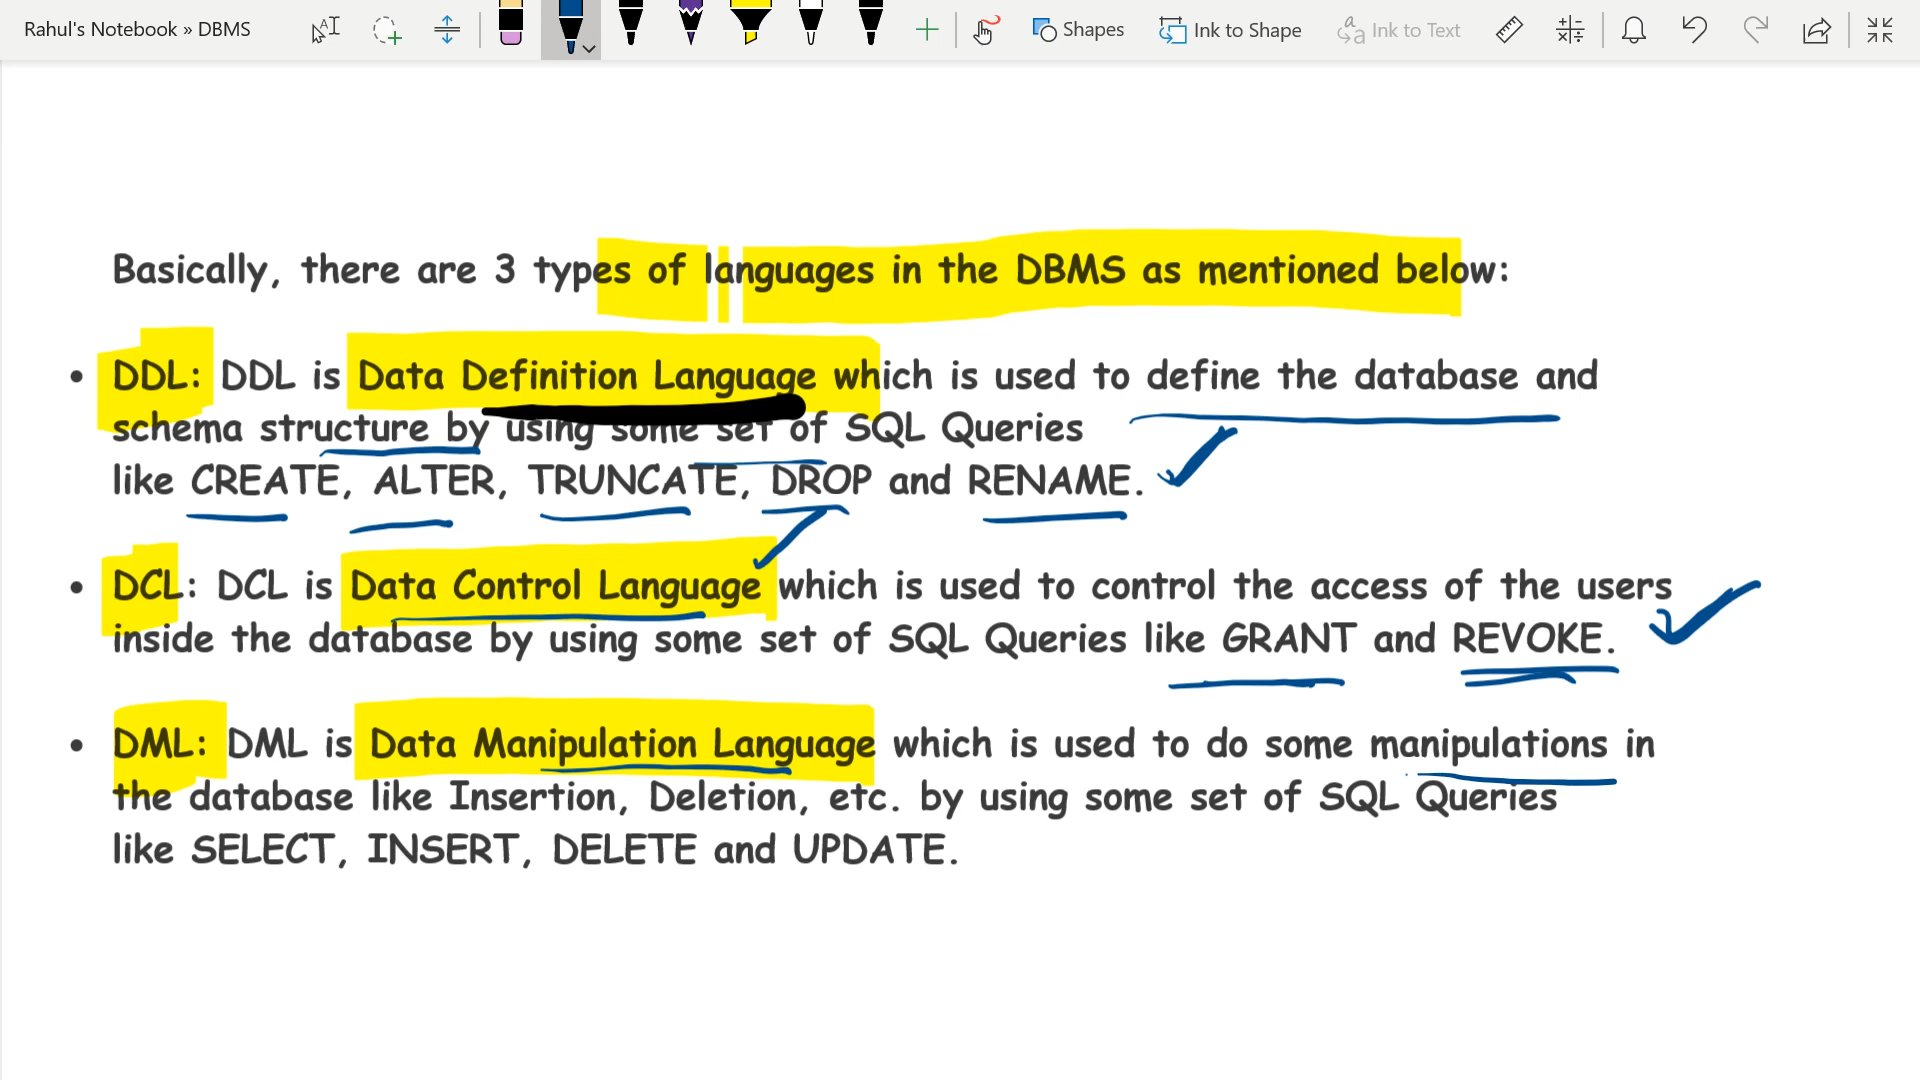 Rahul's Notebook » DBMS
Shapes
Ink to Shape
Ink to Text
Basically, there are 3 types of languages in the DBMS as mentioned below:
• DDL: DDL is Data Definition Language which is used to define the database and
schema structure by using some set of SQL Queries
like CREATE, ALTER, TRUNCATE, DROP and RENAME.
• DCL: DCL is Data Control Language which is used to control the access of the users
inside the database by using some set of SQL Queries like GRANT and REVOKE.
• DML: DML is Data Manipulation Language which is used to do some manipulations in
the database like Insertion, Deletion, etc. by using some set of SQL Queries
like SELECT, INSERT, DELETE and UPDATE.